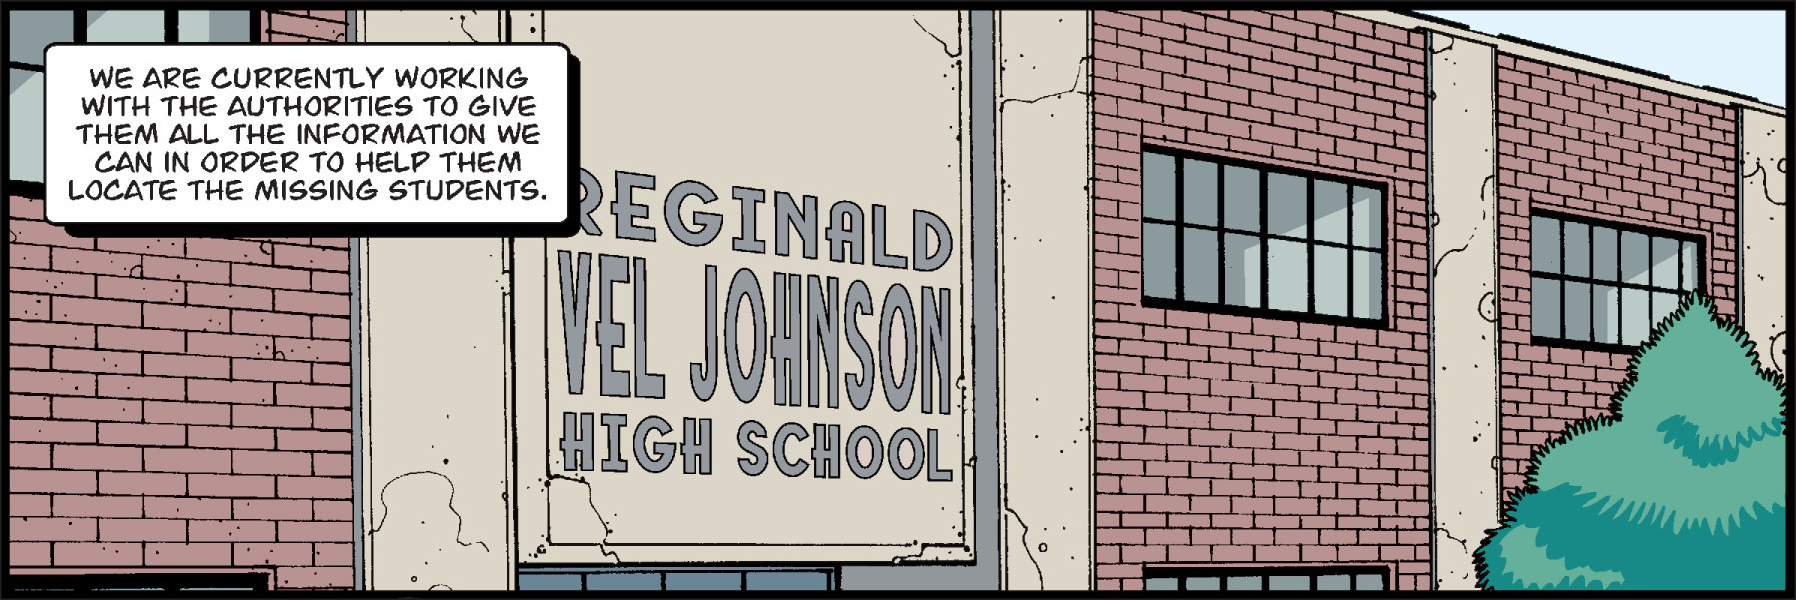 WE ARE CURRENTLY WORKING
WITH THE AUTHORITIES TO GIVE
THEM ALL THE INFORMATION WE
CAN IN ORDER TO HELP THEM
LOCATE THE MISSING STUDENTS.
REGINALD
VEL JOHNSON
HIGH SCHOOL